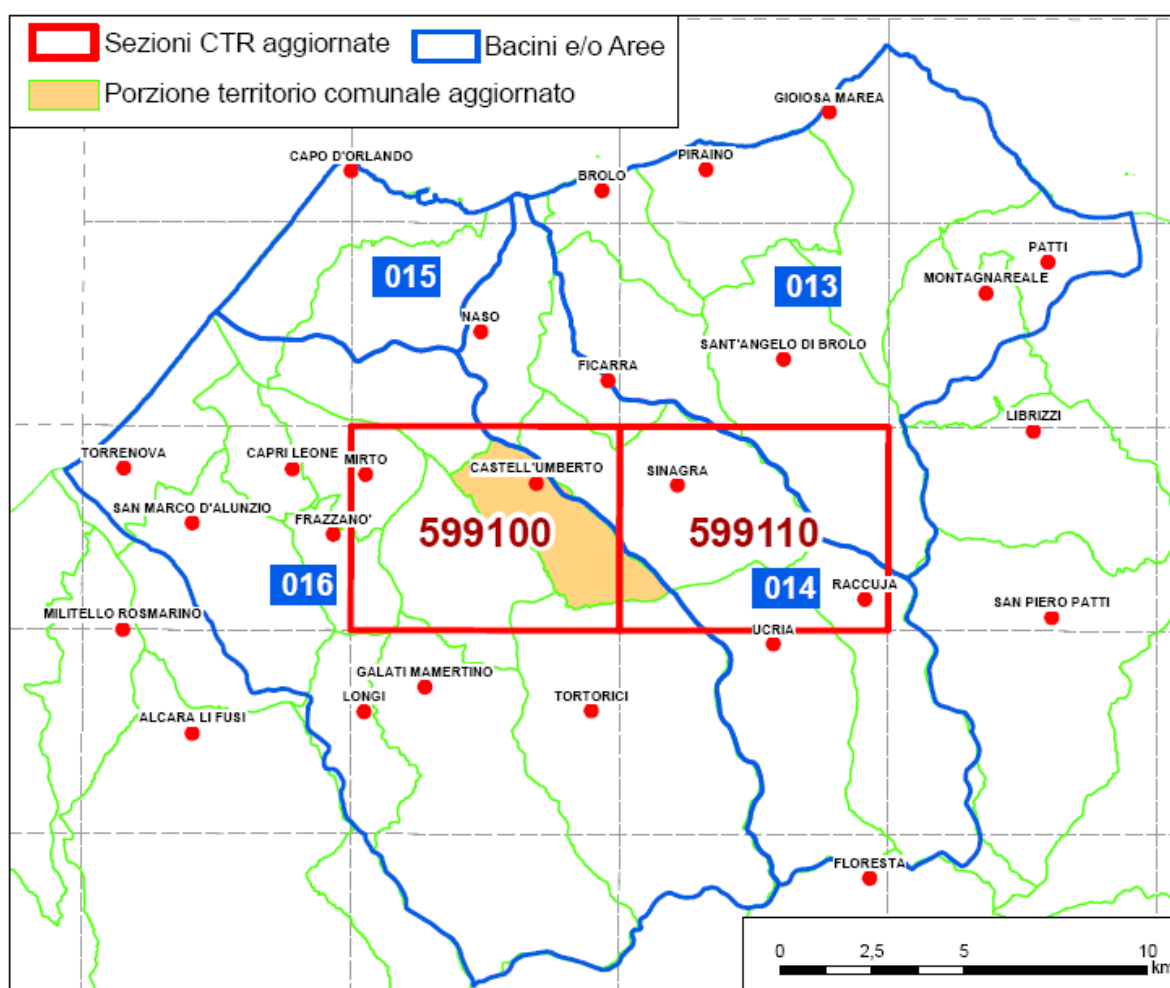 Sezioni CTR aggiornate
Bacini e/o Aree
Porzione territorio comunale aggiornato
GIOIOSA MAREA
CAPO D'ORLANDO
PIRAINO
BROLO
PATTI
015
013
MONTAGNAREALE
NASO
SANT'ANGELO DI BROLO
FICARRA
LIBRIZZI
TORRENOVA
CAPRI LEONE
MIRTO
CASTELL'UMBERTO
SINAGRA
SAN MARCO D'ALUNZIO
FRAZZANO'
599100
599110
016
014
RACCUJA
MILITELLO ROSMARINO
SAN PIERO PATTI
UCRIA
GALATI MAMERTINO
LONGI
TORTORICI
ALCARA LI FUSI
FLORESTA
0 2,5 5 10
km